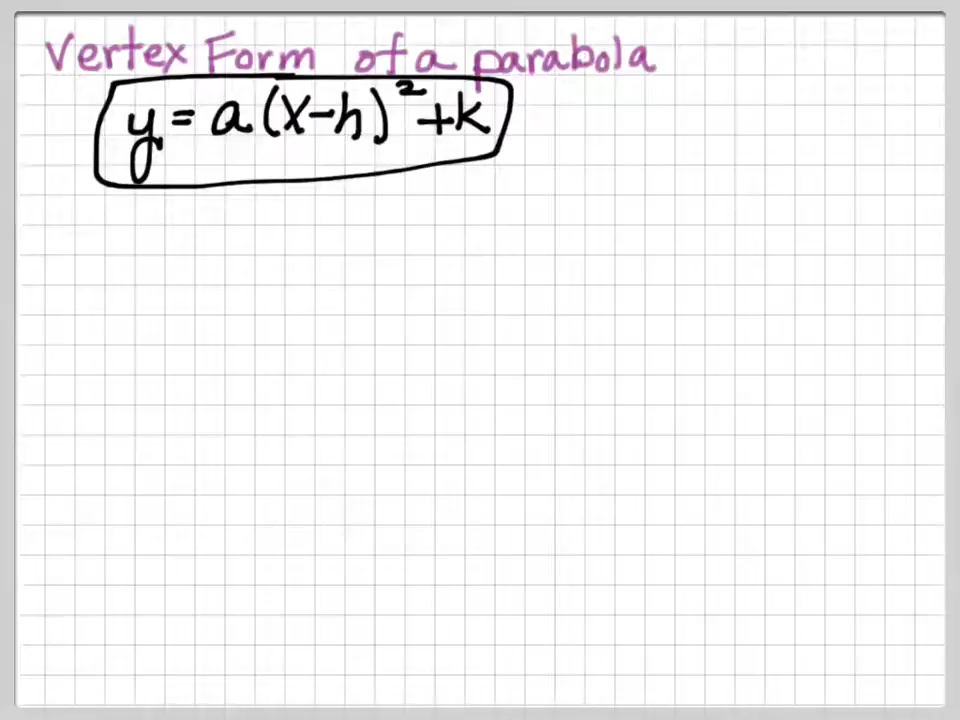 Vertex Form of a parabola
y = a(x-h)² +k